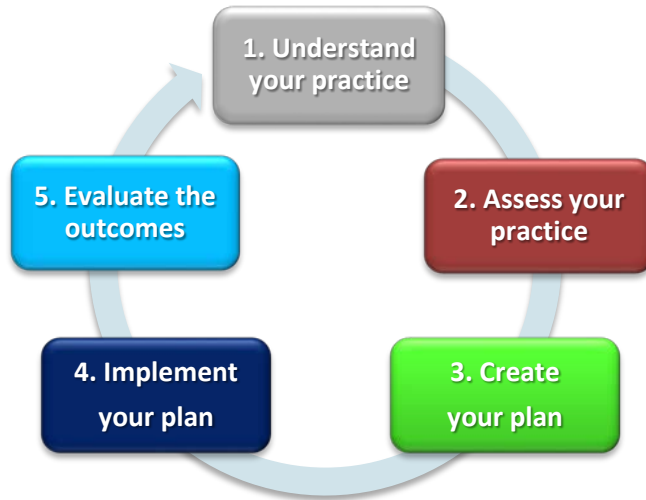 1. Understand
your practice
2. Assess your
practice
3. Create
your plan
4. Implement
your plan
5. Evaluate the
outcomes